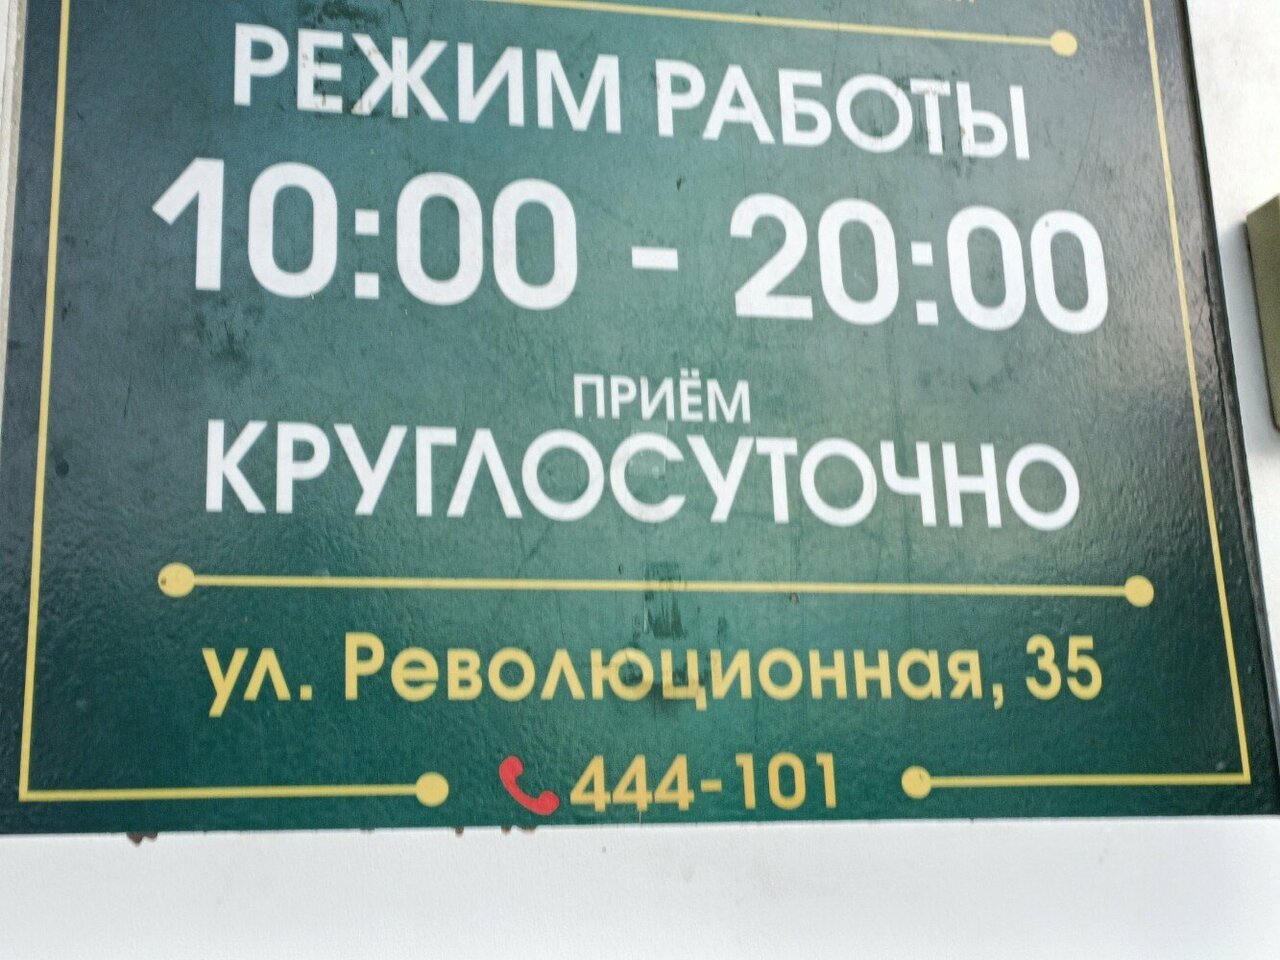 РЕЖИМ РАБОТЫ
10:00 - 20:00
ПРИЁМ
КРУГЛОСУТОЧНО
ул. Революционная, 35
444-101